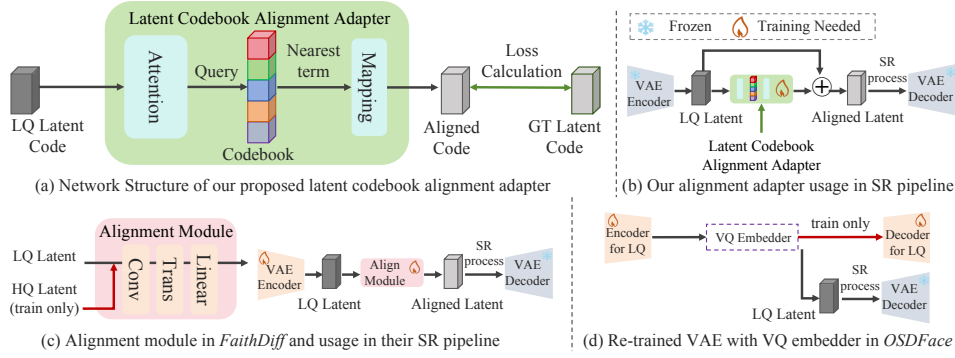 Latent Codebook Alignment Adapter
Attention
Query
Nearest
term
Mapping
Codebook
LQ Latent
Code
Aligned
Code
Loss
Calculation
GT Latent
Code
(a) Network Structure of our proposed latent codebook alignment adapter
Frozen
Training Needed
VAE
Encoder
LQ Latent
SR
process
VAE
Decoder
Aligned Latent
Latent Codebook
Alignment Adapter
(b) Our alignment adapter usage in SR pipeline
Alignment Module
LQ Latent
HQ Latent
(train only)
Conv
Trans
Linear
VAE
Encoder
LQ Latent
Align
Module
Aligned Latent
SR
process
VAE
Decoder
(c) Alignment module in FaithDiff and usage in their SR pipeline
Encoder
for LQ
VQ Embedder
train only
Decoder
for LQ
LQ Latent
SR
process
VAE
Decoder
(d) Re-trained VAE with VQ embedder in OSDFace